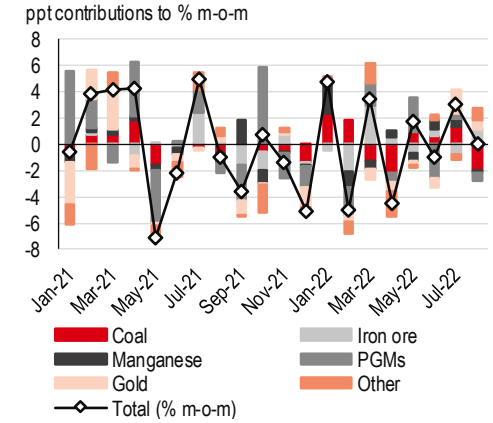 ppt contributions to % m-o-m
8
6
4
2
0
-2
-4
-6
-8
Jan-21 Mar-21 May-21 Jul-21 Sep-21 Nov-21 Jan-22 Mar-22 May-22 Jul-22
Coal Iron ore
Manganese PGMs
Gold Other
Total (% m-o-m)